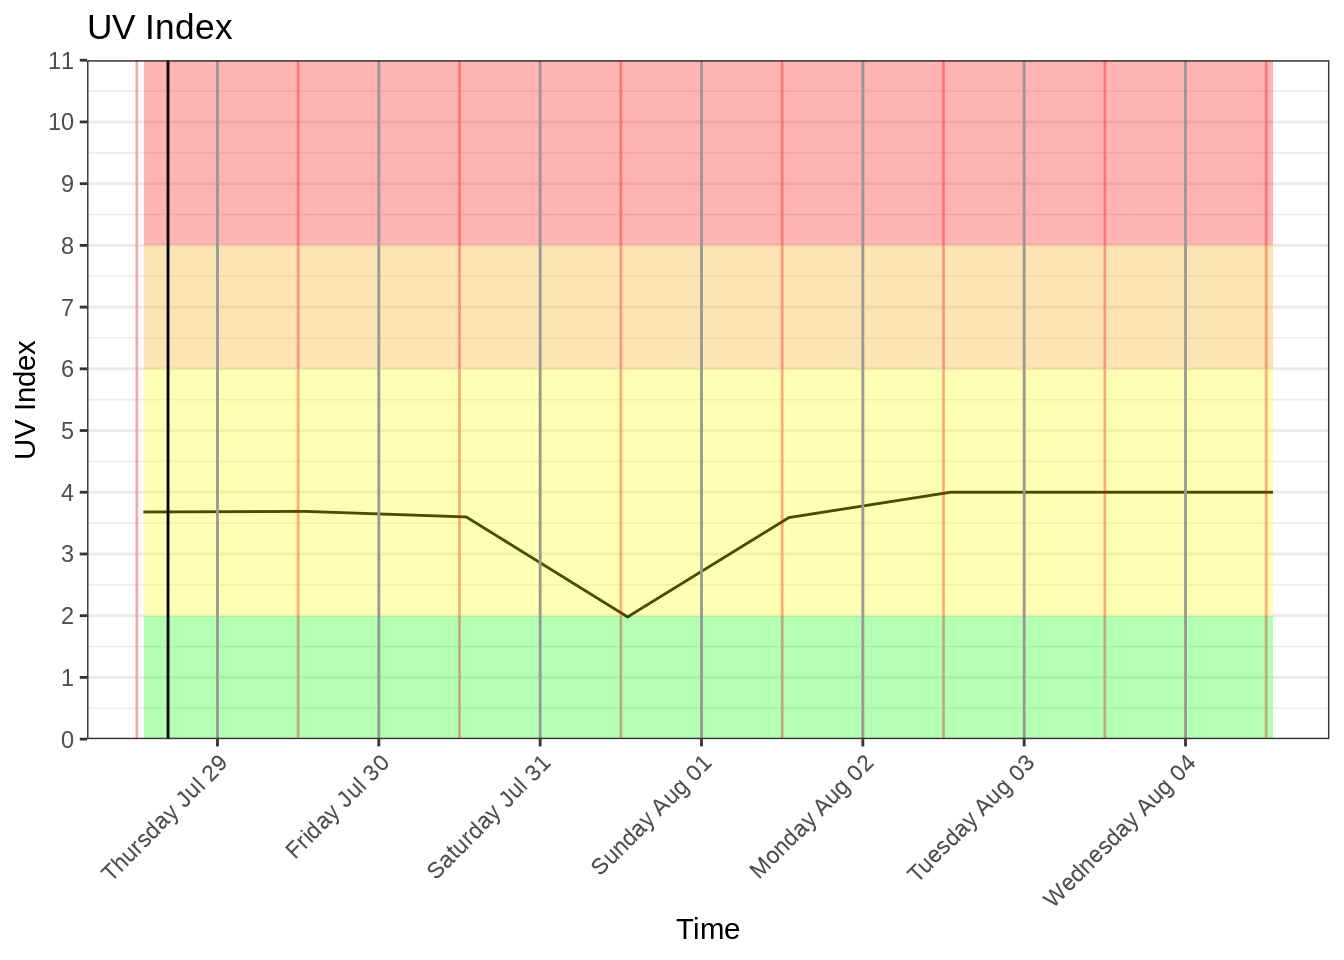 UV Index
11
10
9
8
7
6
5
4
3
2
1
0
UV Index
Thursday Jul 29
Friday Jul 30
Saturday Jul 31
Sunday Aug 01
Monday Aug 02
Tuesday Aug 03
Wednesday Aug 04
Time